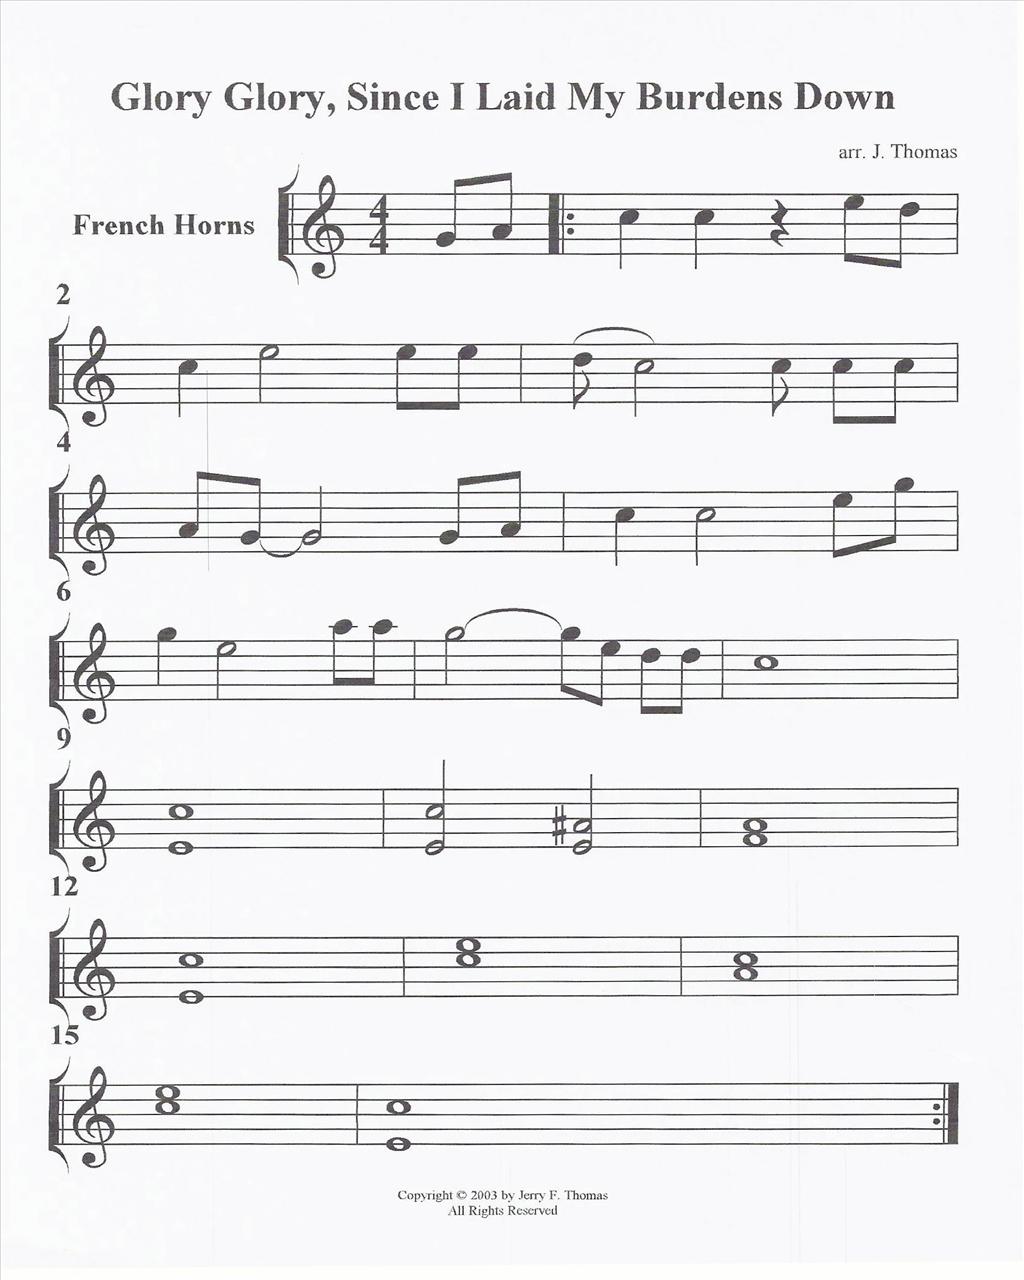 Glory Glory, Since I Laid My Burdens Down
arr. J. Thomas
French Horns
4
4
2
4
6
9
12
15
Copyright © 2003 by Jerry F. Thomas
All Rights Reserved